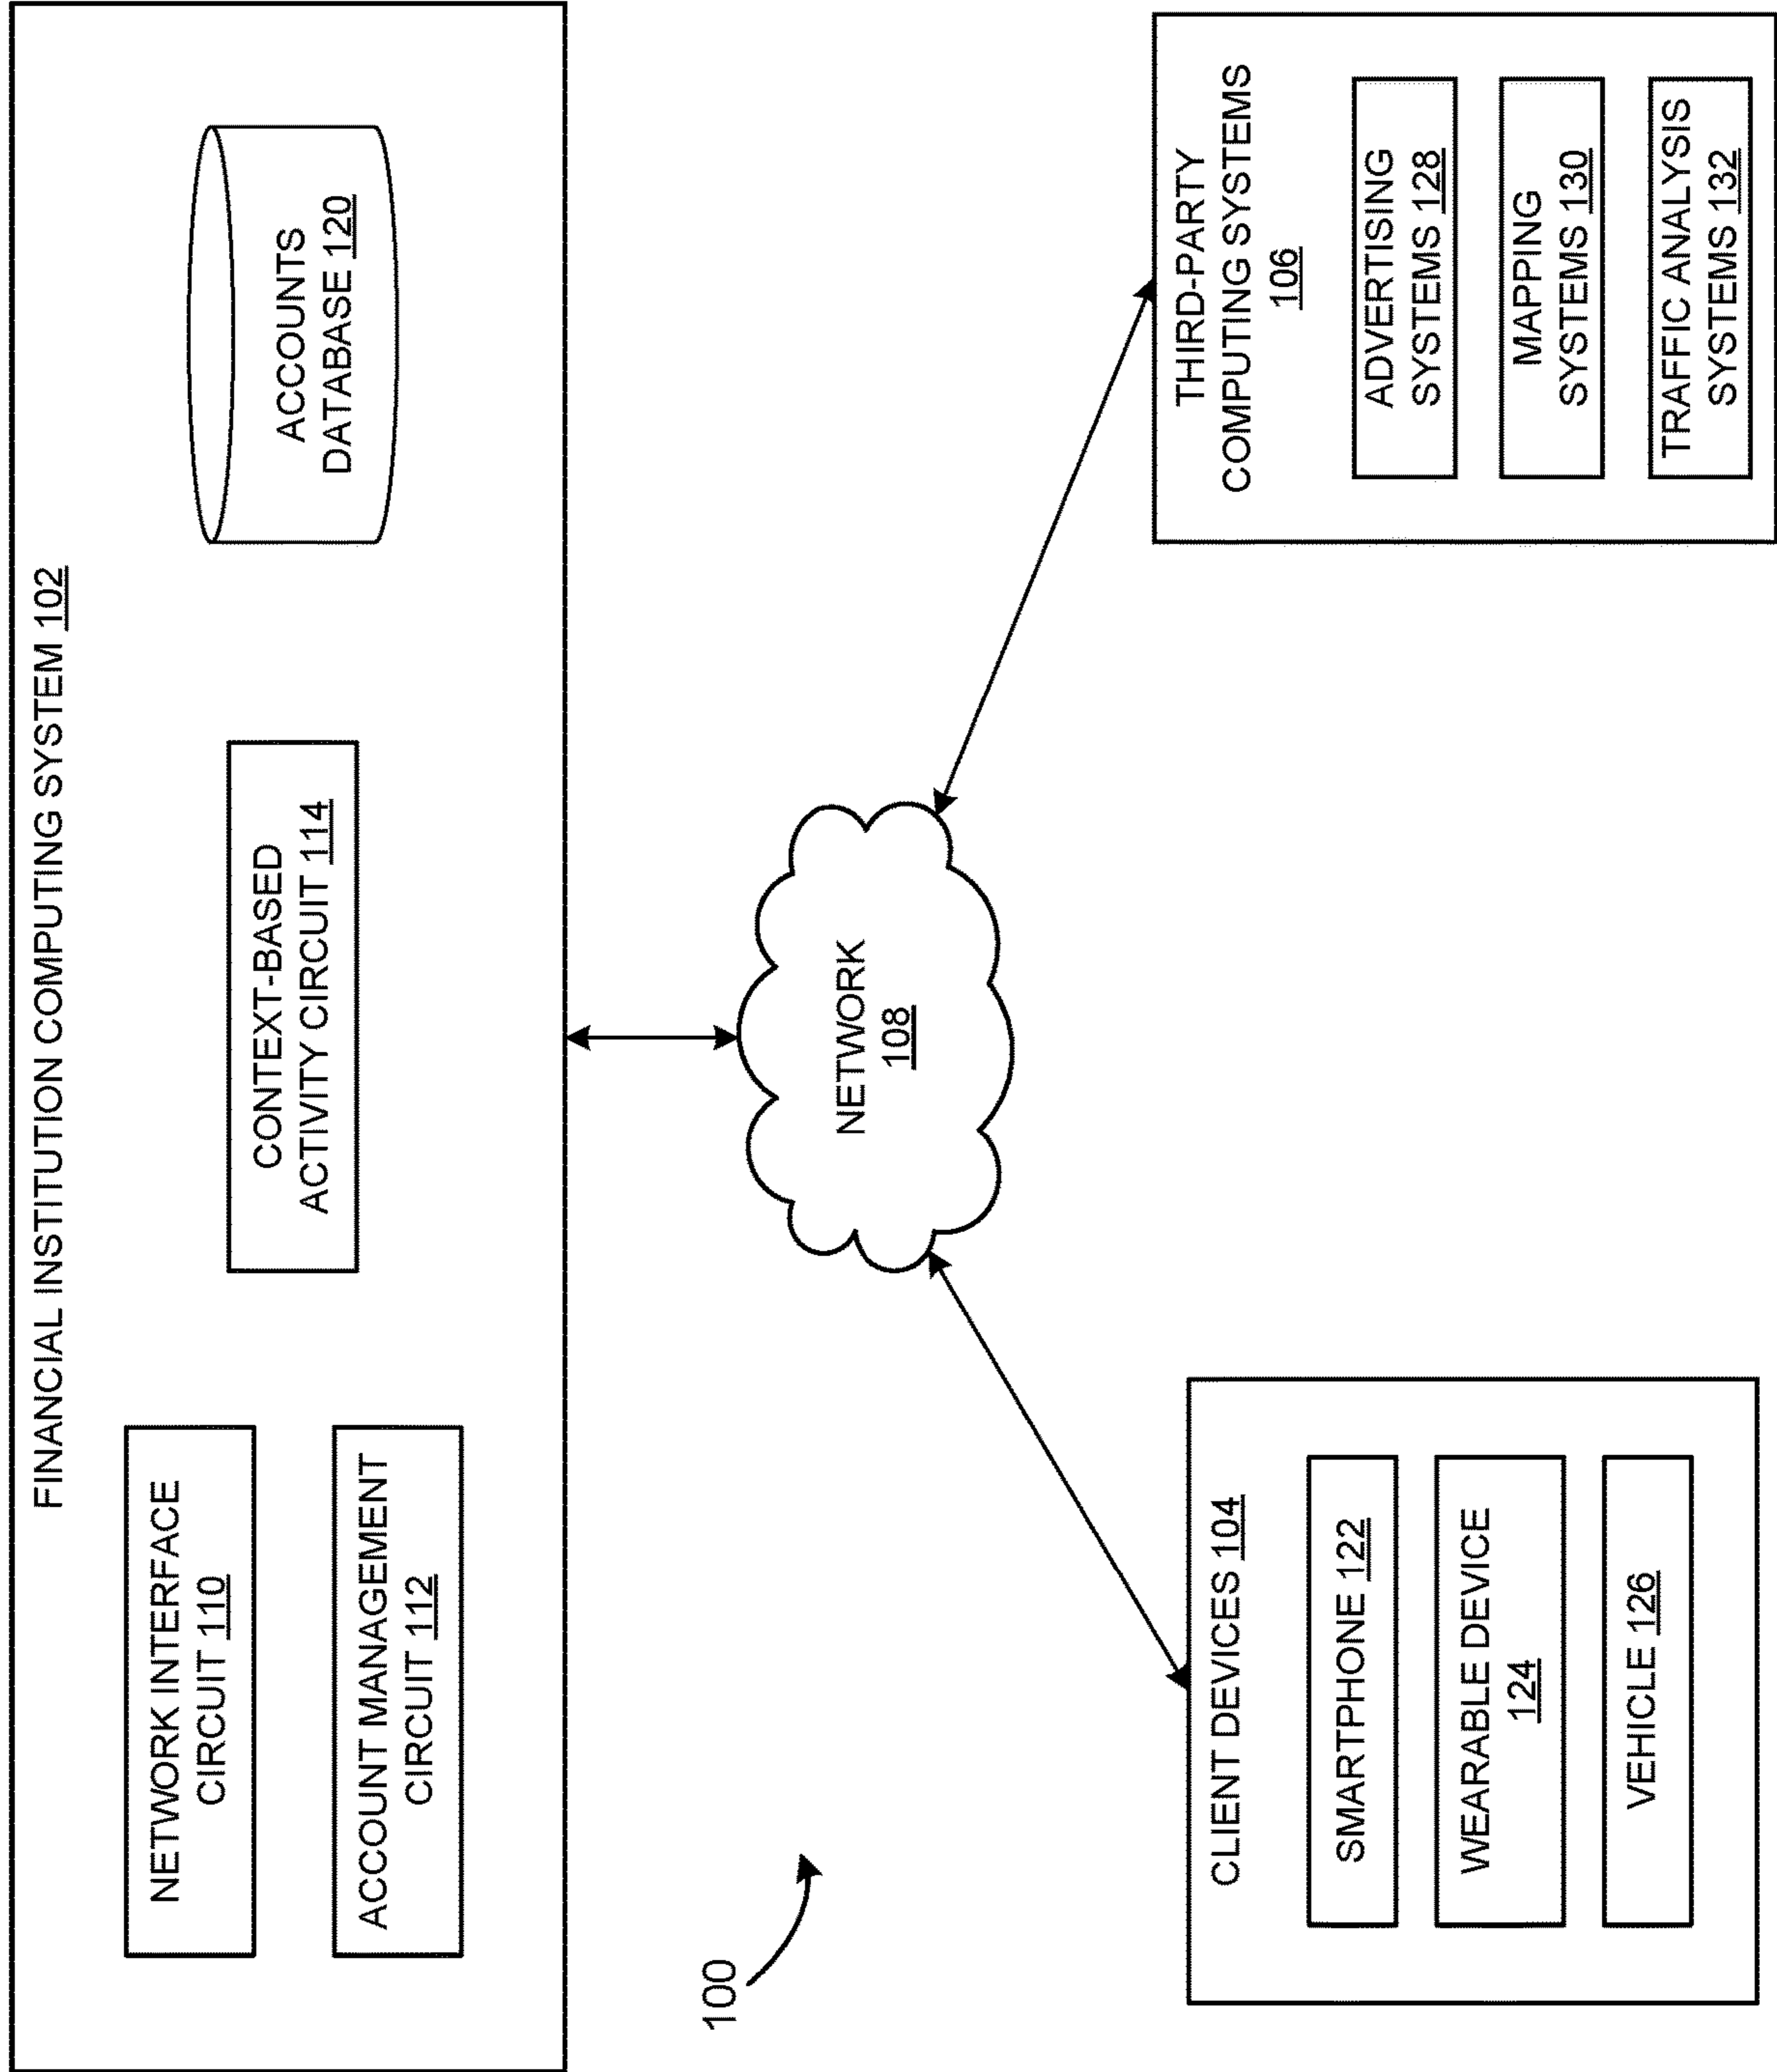 FINANCIAL INSTITUTION COMPUTING SYSTEM 102
NETWORK INTERFACE
CIRCUIT 110
ACCOUNT MANAGEMENT
CIRCUIT 112
CONTEXT-BASED
ACTIVITY CIRCUIT 114
ACCOUNTS
DATABASE 120
100
NETWORK
108
CLIENT DEVICES 104
SMARTPHONE 122
WEARABLE DEVICE
124
VEHICLE 126
THIRD-PARTY
COMPUTING SYSTEMS
106
ADVERTISING
SYSTEMS 128
MAPPING
SYSTEMS 130
TRAFFIC ANALYSIS
SYSTEMS 132